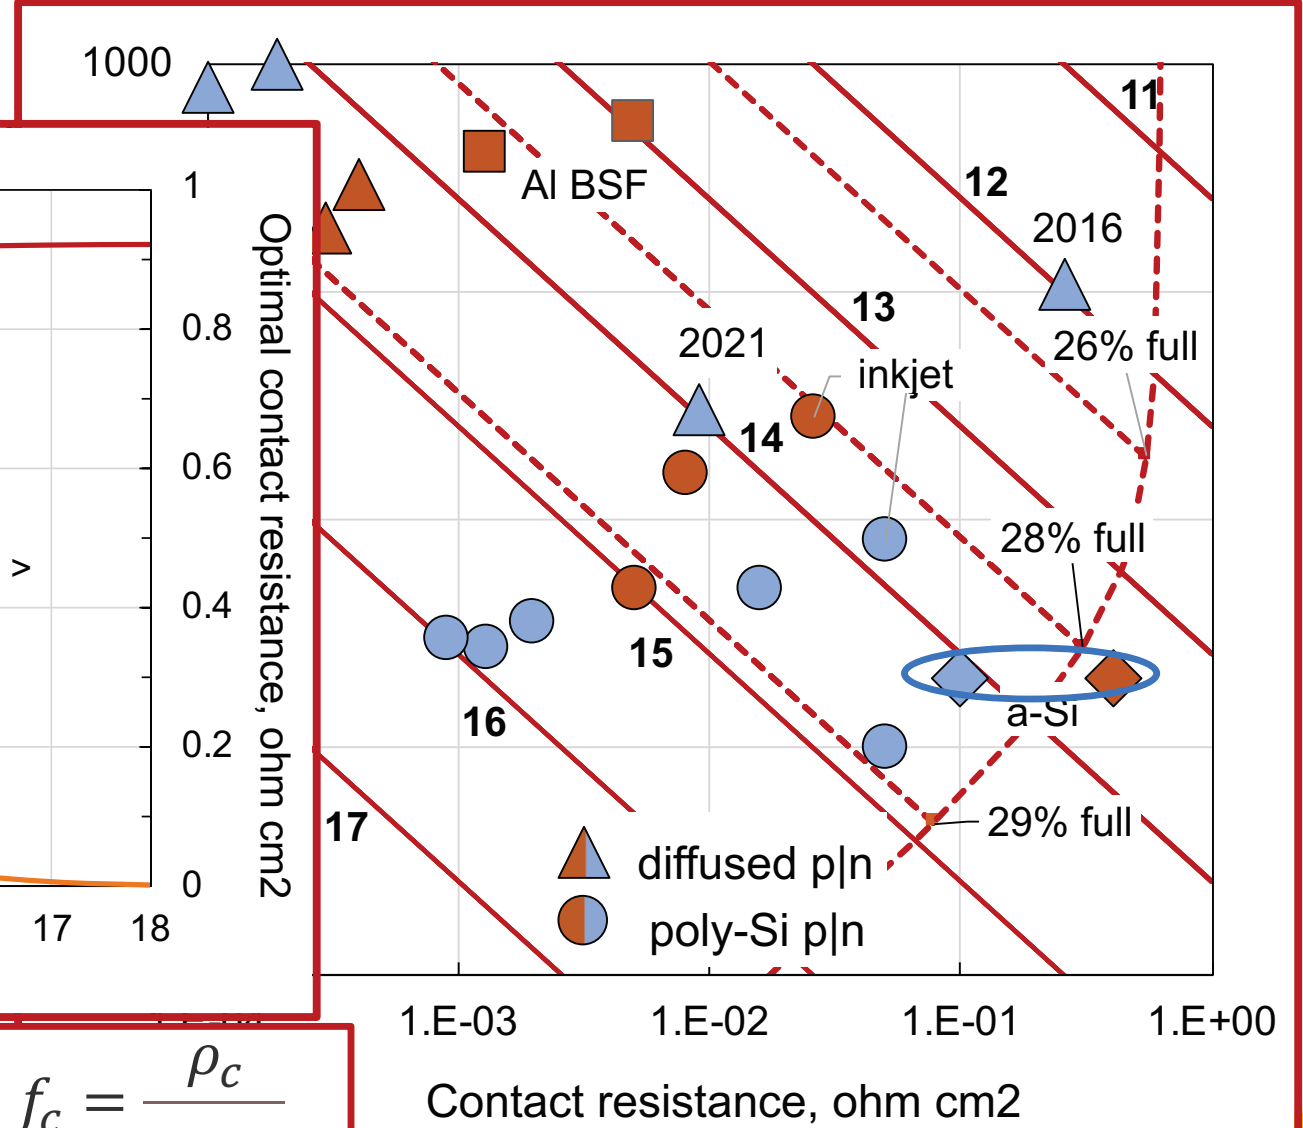 1000
11
12
13
14
15
16
17
Al BSF
2016
2021
inkjet
26% full
28% full
29% full
a-Si
diffused p|n
poly-Si p|n
1
0.8
0.6
0.4
0.2
0
Optimal contact resistance, ohm cm2
>
17 18
1.E-03 1.E-02 1.E-01 1.E+00
Contact resistance, ohm cm2
f_c = ρ_c